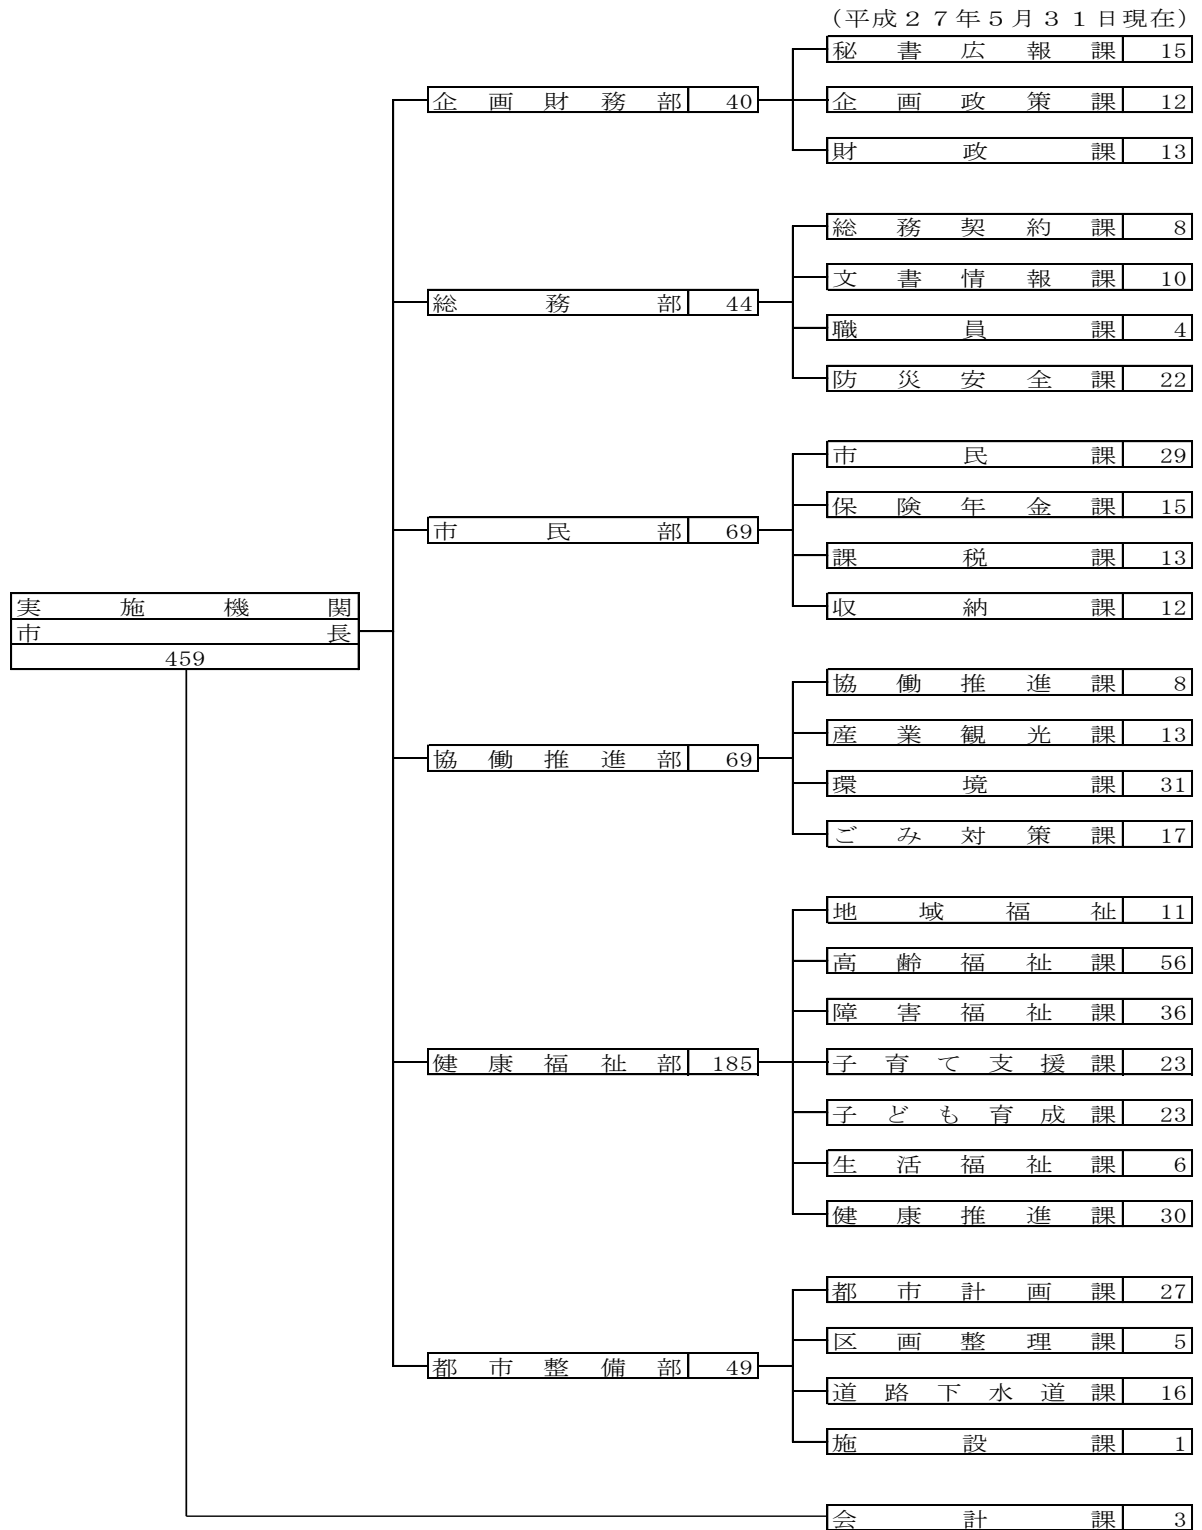 (平成２７年５月３１日現在)
秘書広報課 15
企画財務部 40
企画政策課 12
財政課 13
総務契約課 8
文書情報課 10
総務部 44
職員課 4
防災安全課 22
市民課 29
保険年金課 15
市民部 69
課税課 13
収納課 12
実施機関
市長
459
協働推進課 8
産業観光課 13
協働推進部 69
環境課 31
ごみ対策課 17
地域福祉 11
高齢福祉課 56
障害福祉課 36
健康福祉部 185
子育て支援課 23
子ども育成課 23
生活福祉課 6
健康推進課 30
都市計画課 27
区画整理課 5
都市整備部 49
道路下水道課 16
施設課 1
会計課 3